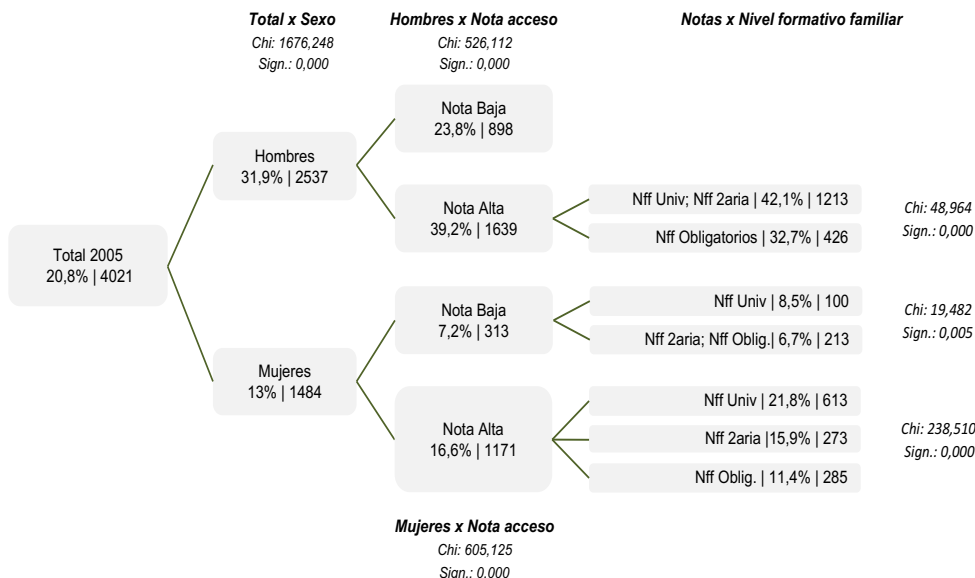 Total x Sexo
Chi: 1676,248
Sign.: 0,000
Hombres x Nota acceso
Chi: 526,112
Sign.: 0,000
Notas x Nivel formativo familiar
Nota Baja
23,8% | 898
Hombres
31,9% | 2537
Nota Alta
39,2% | 1639
Nff Univ; Nff 2aria | 42,1% | 1213
Nff Obligatorios | 32,7% | 426
Chi: 48,964
Sign.: 0,000
Total 2005
20,8% | 4021
Nota Baja
7,2% | 313
Nff Univ | 8,5% | 100
Nff 2aria; Nff Oblig.| 6,7% | 213
Chi: 19,482
Sign.: 0,005
Mujeres
13% | 1484
Nota Alta
16,6% | 1171
Nff Univ | 21,8% | 613
Nff 2aria |15,9% | 273
Nff Oblig. | 11,4% | 285
Chi: 238,510
Sign.: 0,000
Mujeres x Nota acceso
Chi: 605,125
Sign.: 0,000